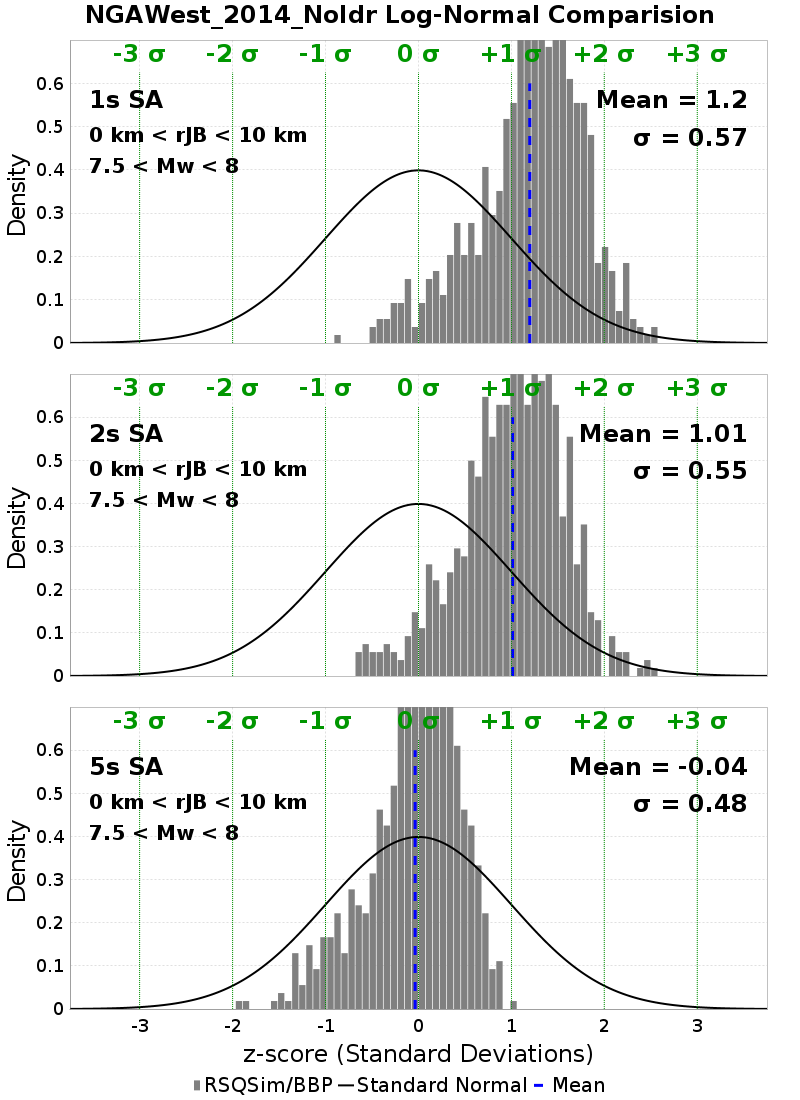 NGAWest_2014_NoIdr Log-Normal Comparision
-3 σ -2 σ -1 σ 0 σ +1 σ +2 σ +3 σ
1s SA
Mean = 1.2
0 km < rJB < 10 km
σ = 0.57
7.5 < Mw < 8
Density
0.6
0.5
0.4
0.3
0.2
0.1
0
-3 σ -2 σ -1 σ 0 σ +1 σ +2 σ +3 σ
2s SA
Mean = 1.01
0 km < rJB < 10 km
σ = 0.55
7.5 < Mw < 8
Density
0.6
0.5
0.4
0.3
0.2
0.1
0
-3 σ -2 σ -1 σ 0 σ +1 σ +2 σ +3 σ
5s SA
Mean = -0.04
0 km < rJB < 10 km
σ = 0.48
7.5 < Mw < 8
Density
0.6
0.5
0.4
0.3
0.2
0.1
0
-3 -2 -1 0 1 2 3
z-score (Standard Deviations)
RSQSim/BBP Standard Normal Mean